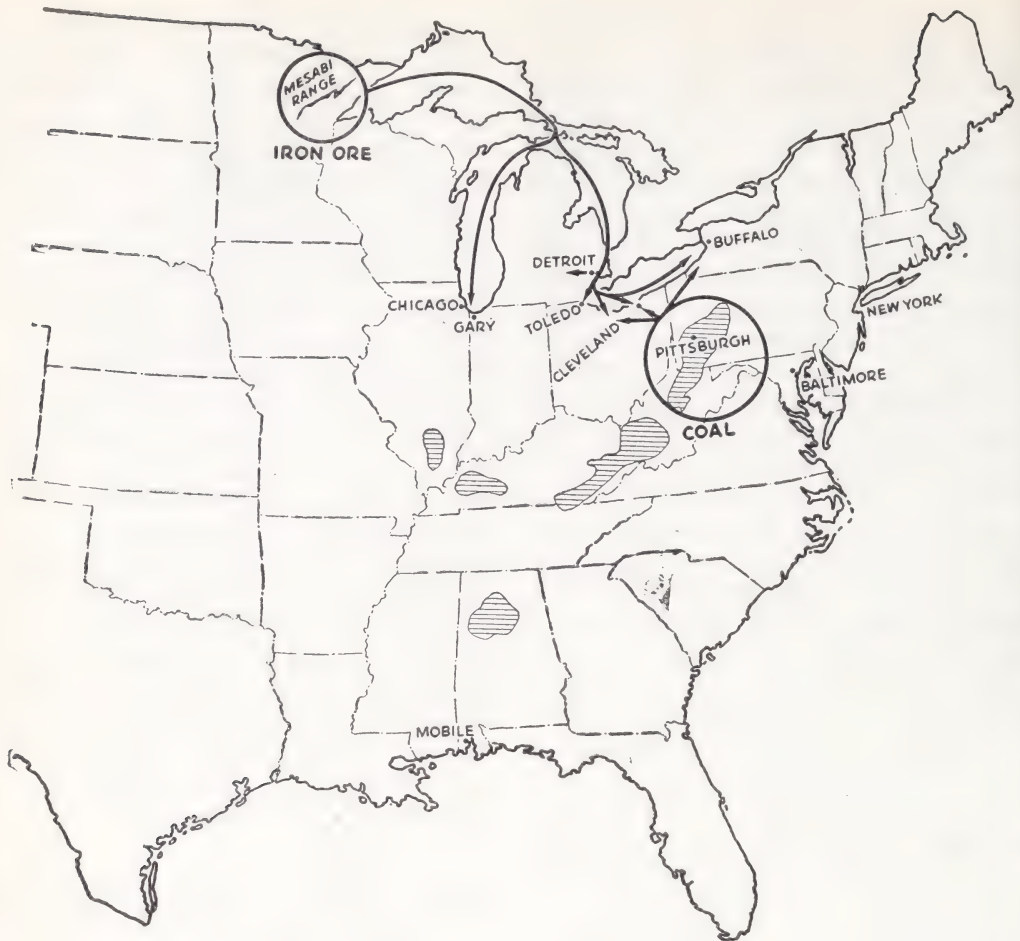 MESABI
RANGE
IRON ORE
BUFFALO
DETROIT
CHICAGO
GARY
TOLEDO
CLEVELAND
NEW YORK
PITTSBURGH
BALTIMORE
COAL
MOBILE